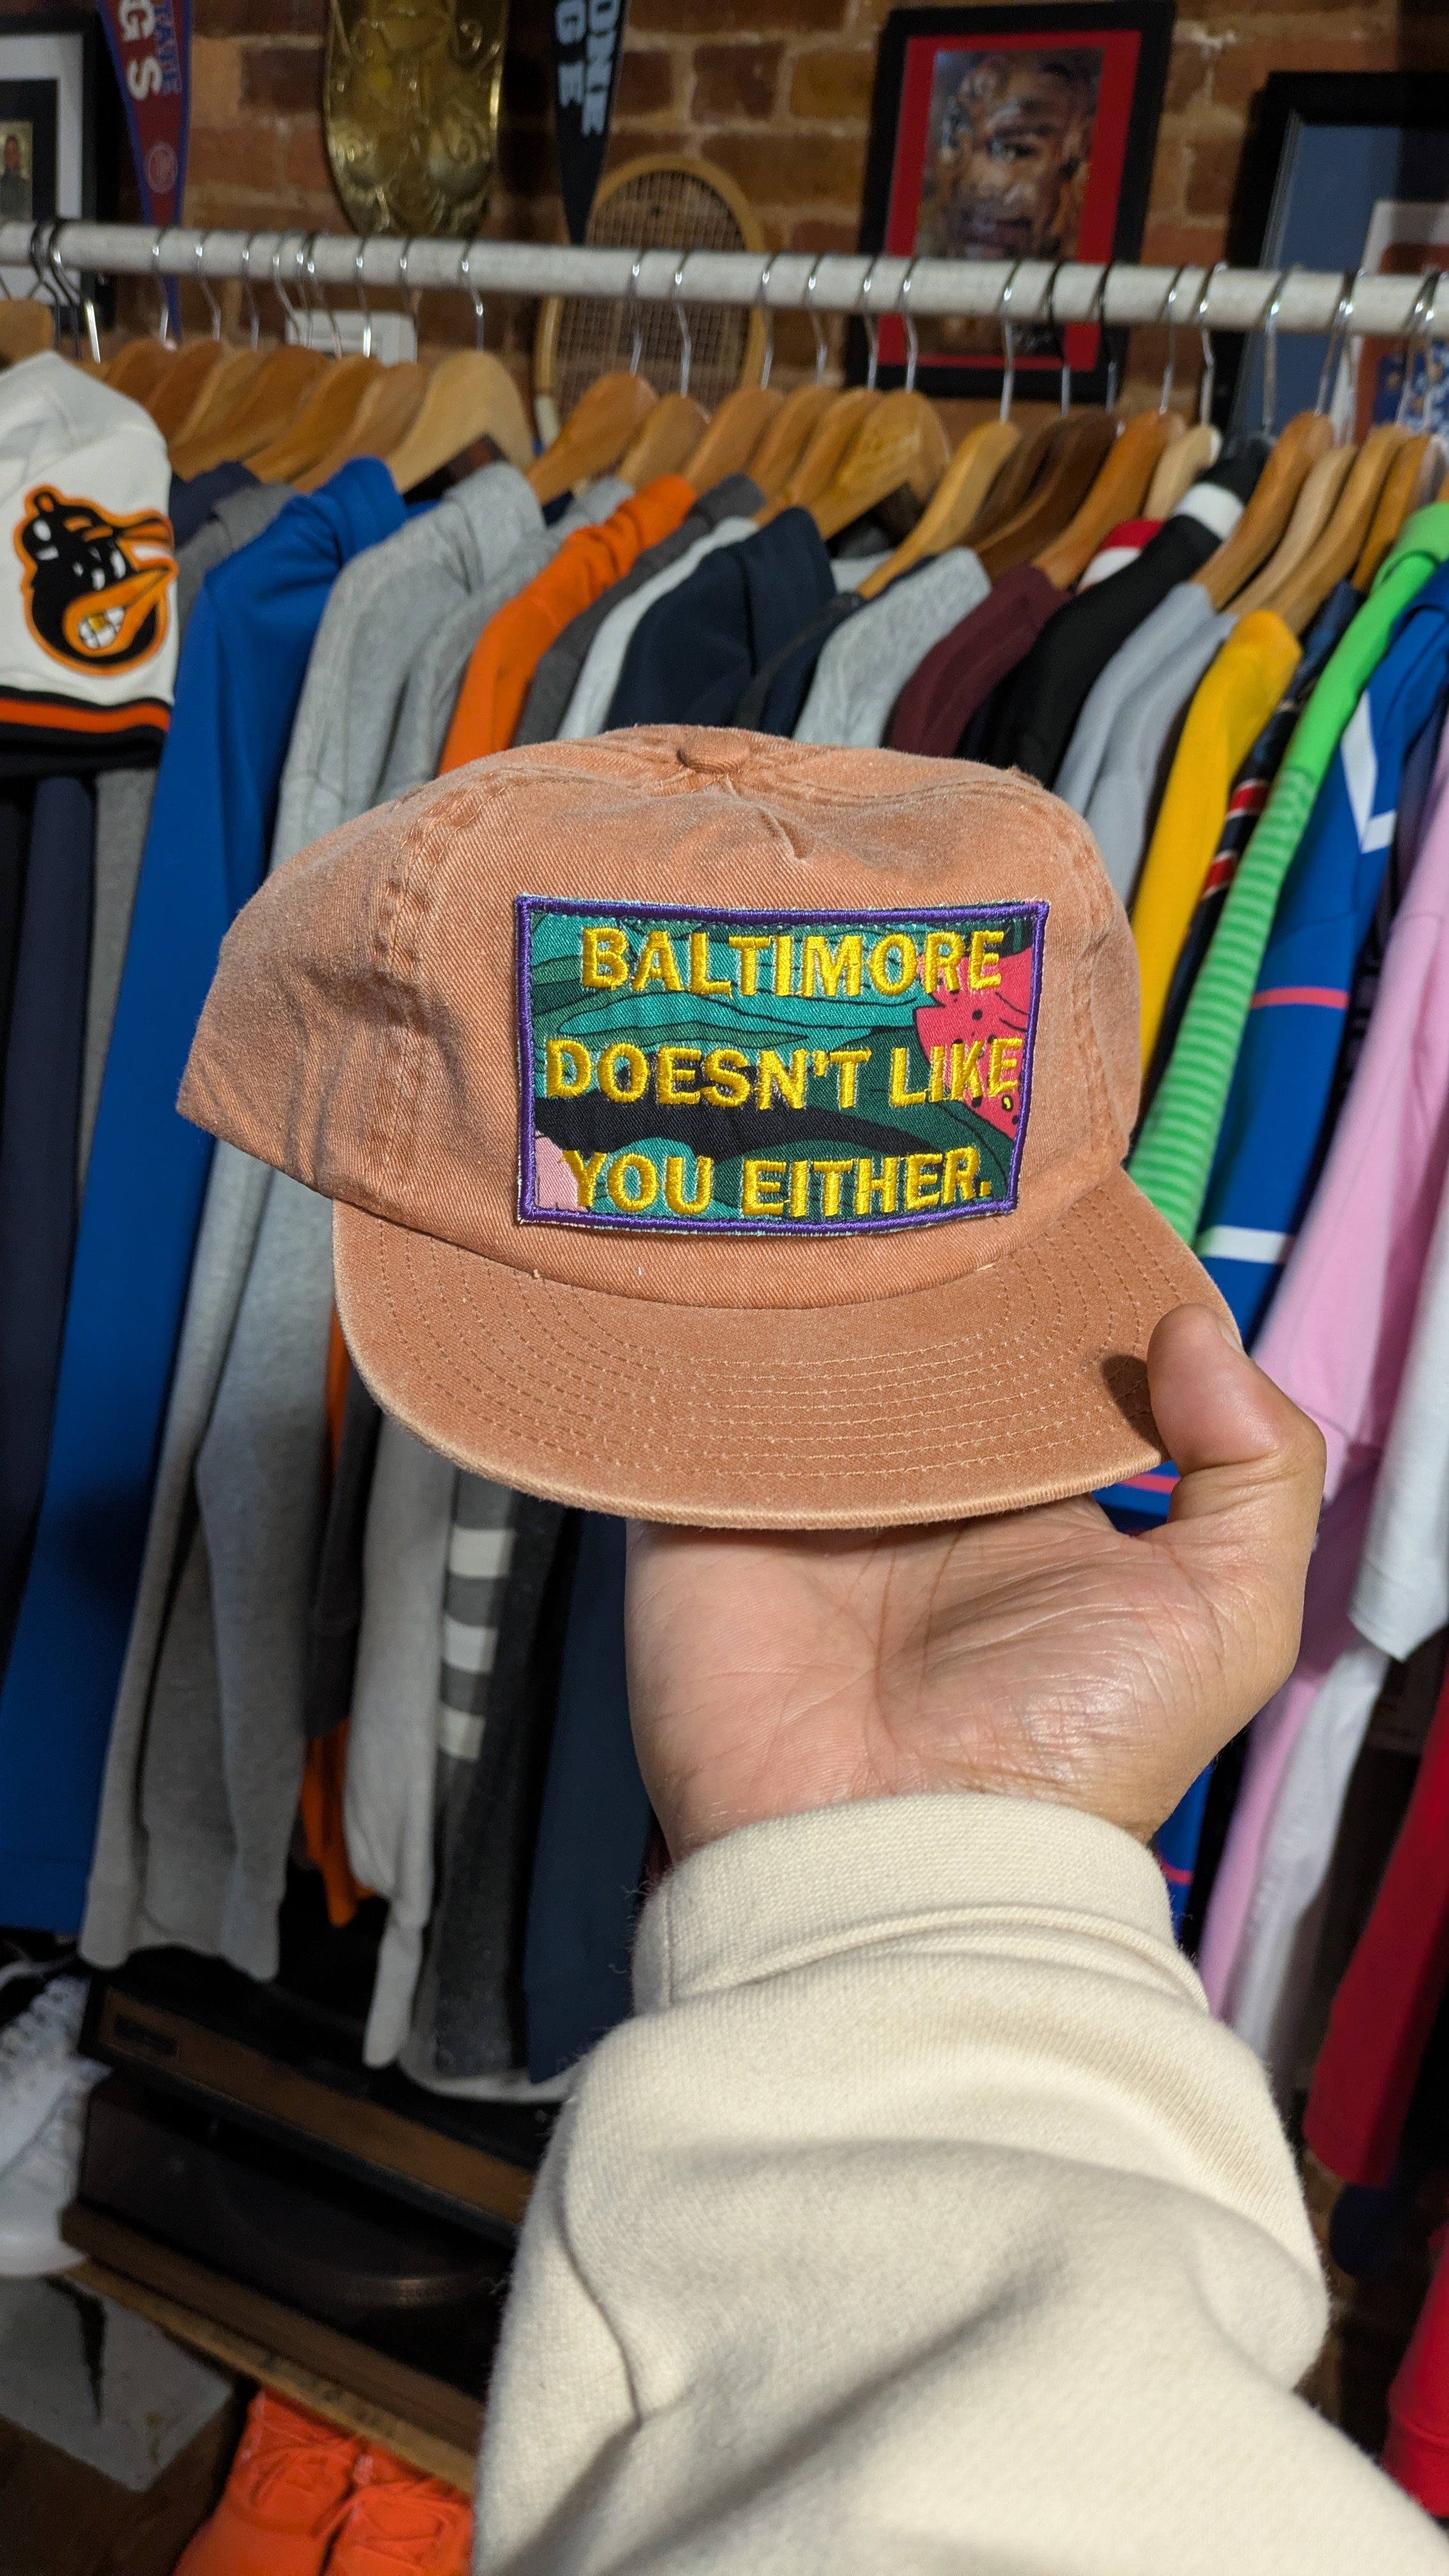 BALTIMORE
DOESN'T LIKE
YOU EITHER.